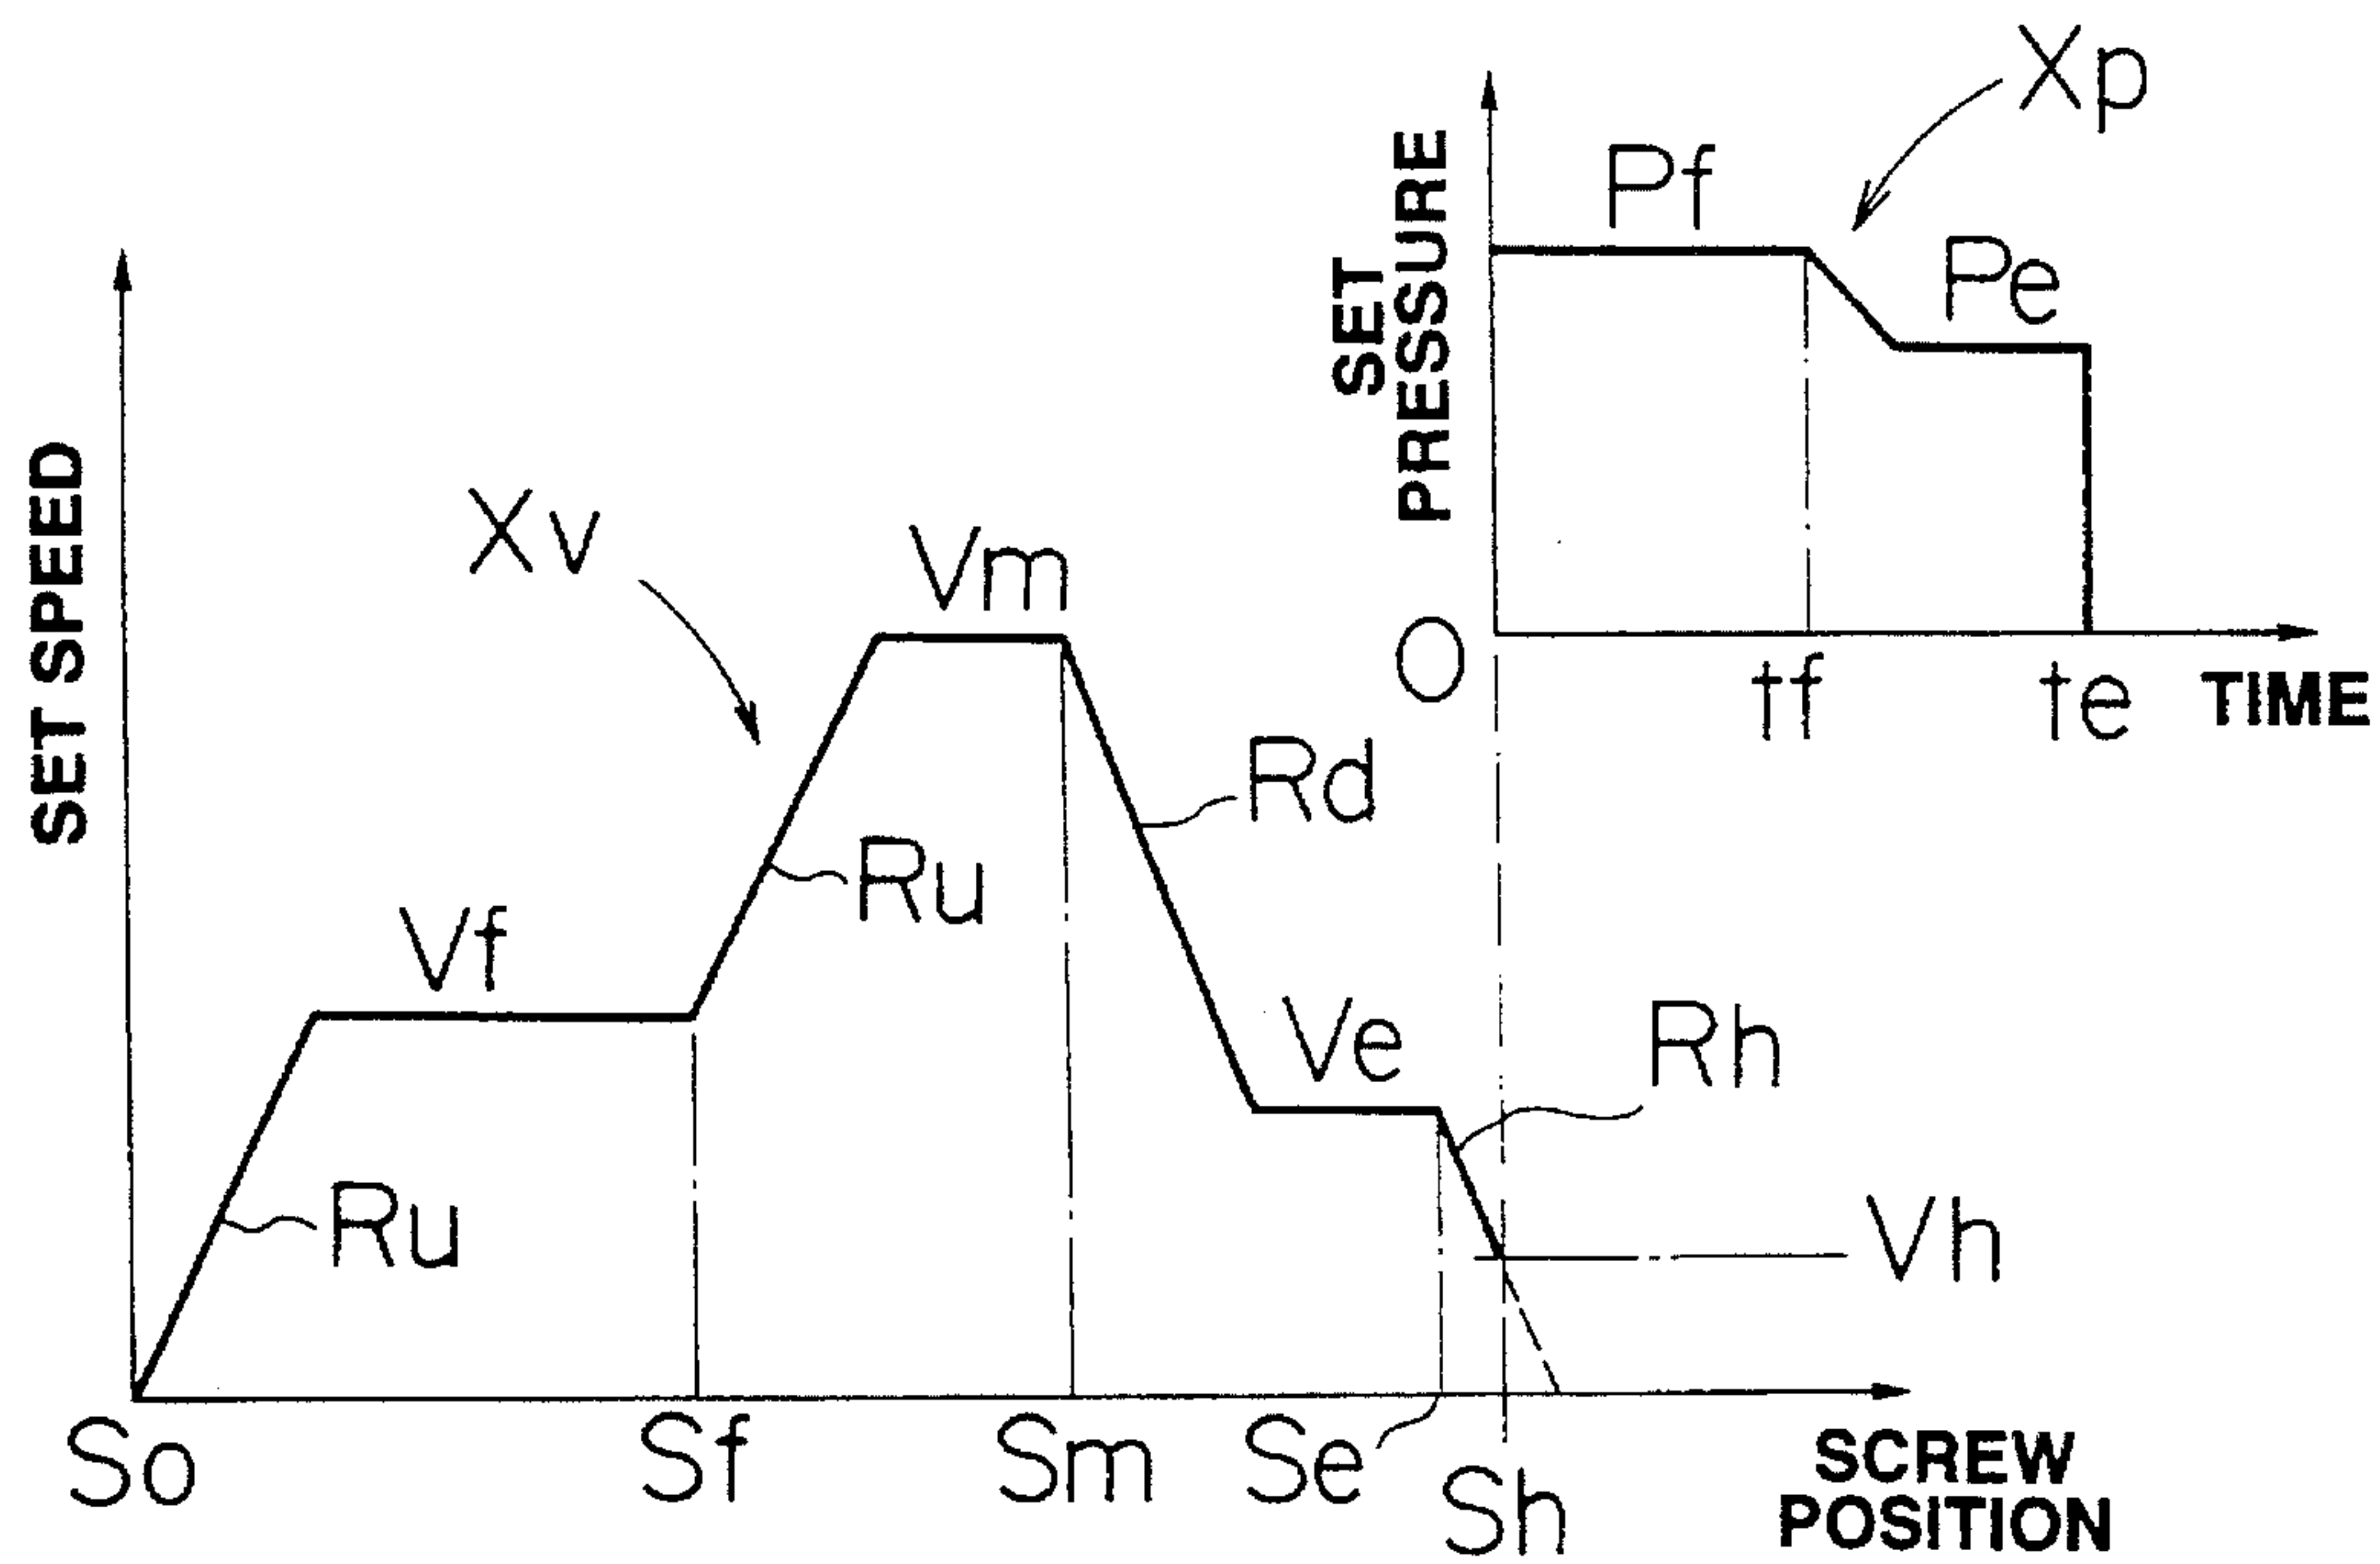 Xp
Pf
SET
PRESSURE
Pe
Xv
Vm
O
tf
te
TIME
SET SPEED
Rd
Ru
Vf
Ve
Rh
Ru
Vh
So
Sf
Sm
Se
Sh
SCREW
POSITION